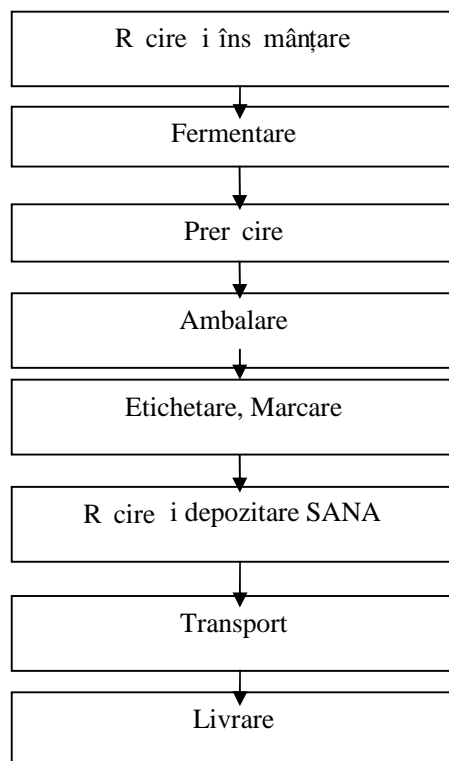 R cire i îns mânțare
Fermentare
Prer cire
Ambalare
Etichetare, Marcare
R cire i depozitare SANA
Transport
Livrare